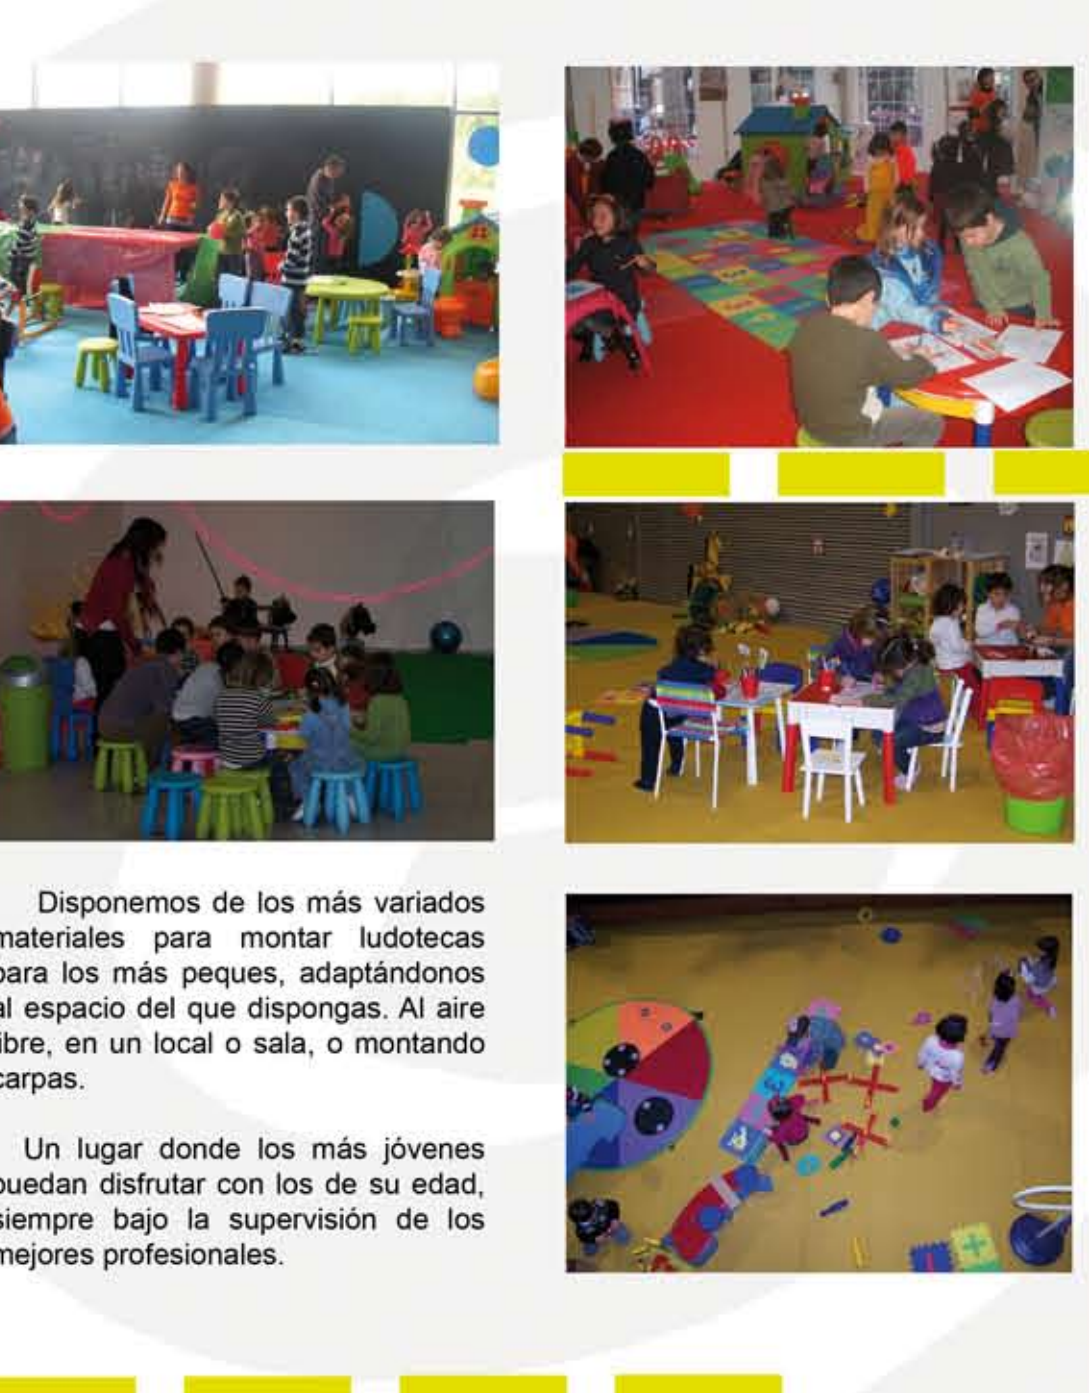 Disponemos de los más variados
materiales para montar ludotecas
para los más peques, adaptándonos
al espacio del que dispongas. Al aire
ibre, en un local o sala, o montando
carpas.
Un lugar donde los más jóvenes
puedan disfrutar con los de su edad,
siempre bajo la supervisión de los
mejores profesionales.